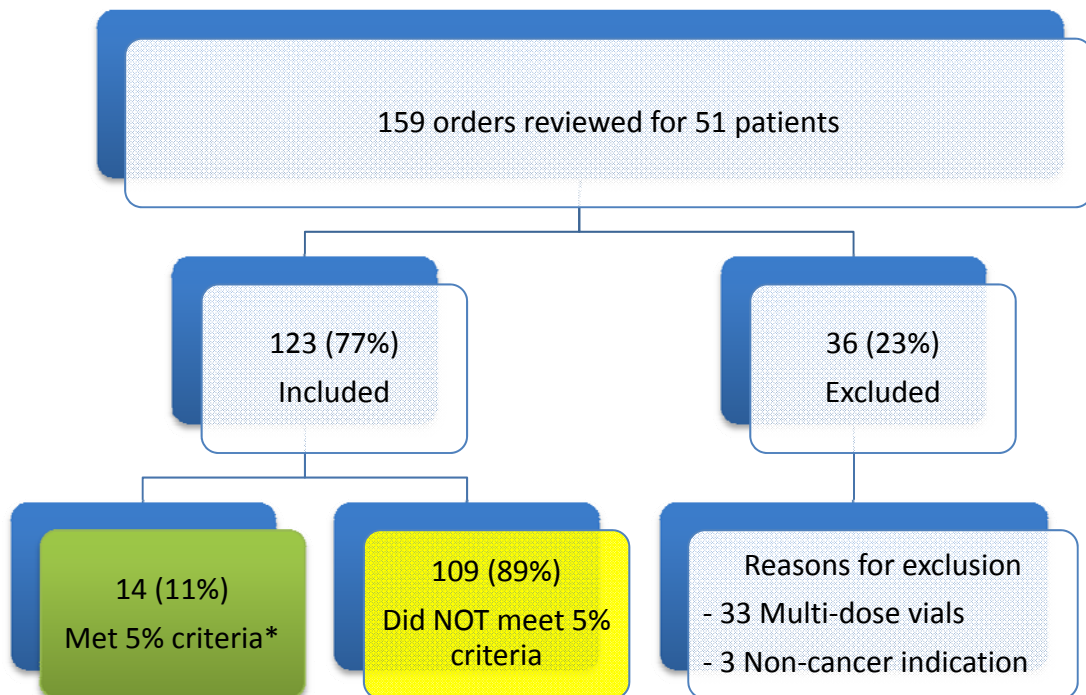 159 orders reviewed for 51 patients
123 (77%)
Included
36 (23%)
Excluded
14 (11%)
Met 5% criteria*
109 (89%)
Did NOT meet 5%
criteria
Reasons for exclusion
- 33 Multi-dose vials
- 3 Non-cancer indication